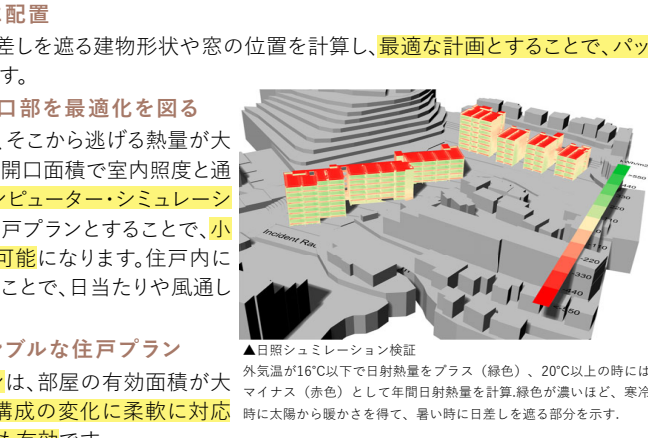 配置
差しを遮る建物形状や窓の位置を計算し、最適な計画とすることで、パッ
す。
口部を最適化を図る
、そこから逃げる熱量が大
開口面積で室内照度と通
ンピューター・シミュレーシ
戸プランとすることで、小
可能になります。住戸内に
ことで、日当たりや風通し
ブルな住戸プラン
は、部屋の有効面積が大
構成の変化に柔軟に対応
も有効です
Incident Ra
▲日照シュミレーション検証
外気温が16℃以下で日射熱量をプラス（緑色）、20℃以上の時には
マイナス（赤色）として年間日射熱量を計算.緑色が濃いほど、寒冷
時に太陽から暖かさを得て、暑い時に日差しを遮る部分を示す.